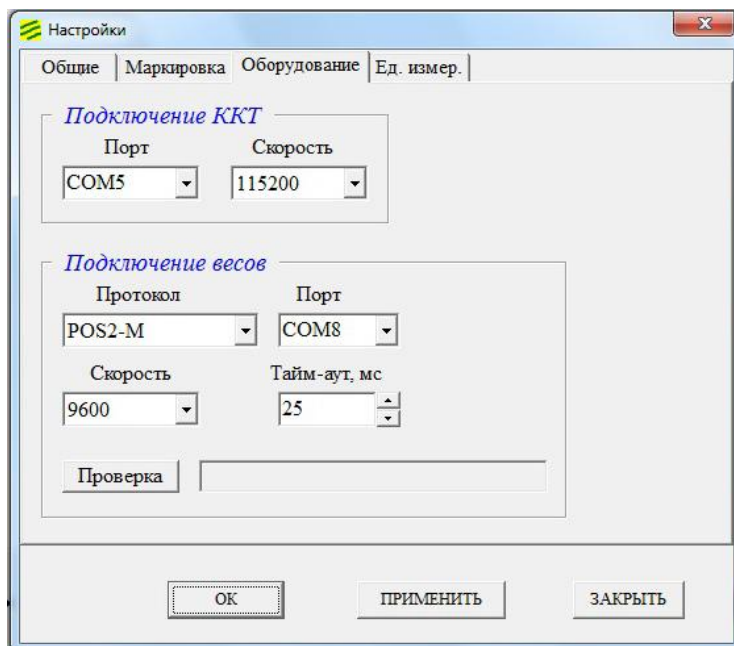 Настройки
Общие Маркировка Оборудование Ед. измер.
Подключение ККТ
Порт Скорость
COM5 115200
Подключение весов
Протокол Порт
POS2-M COM8
Скорость Тайм-аут, мс
9600 25
Проверка
ОК ПРИМЕНИТЬ ЗАКРЫТЬ